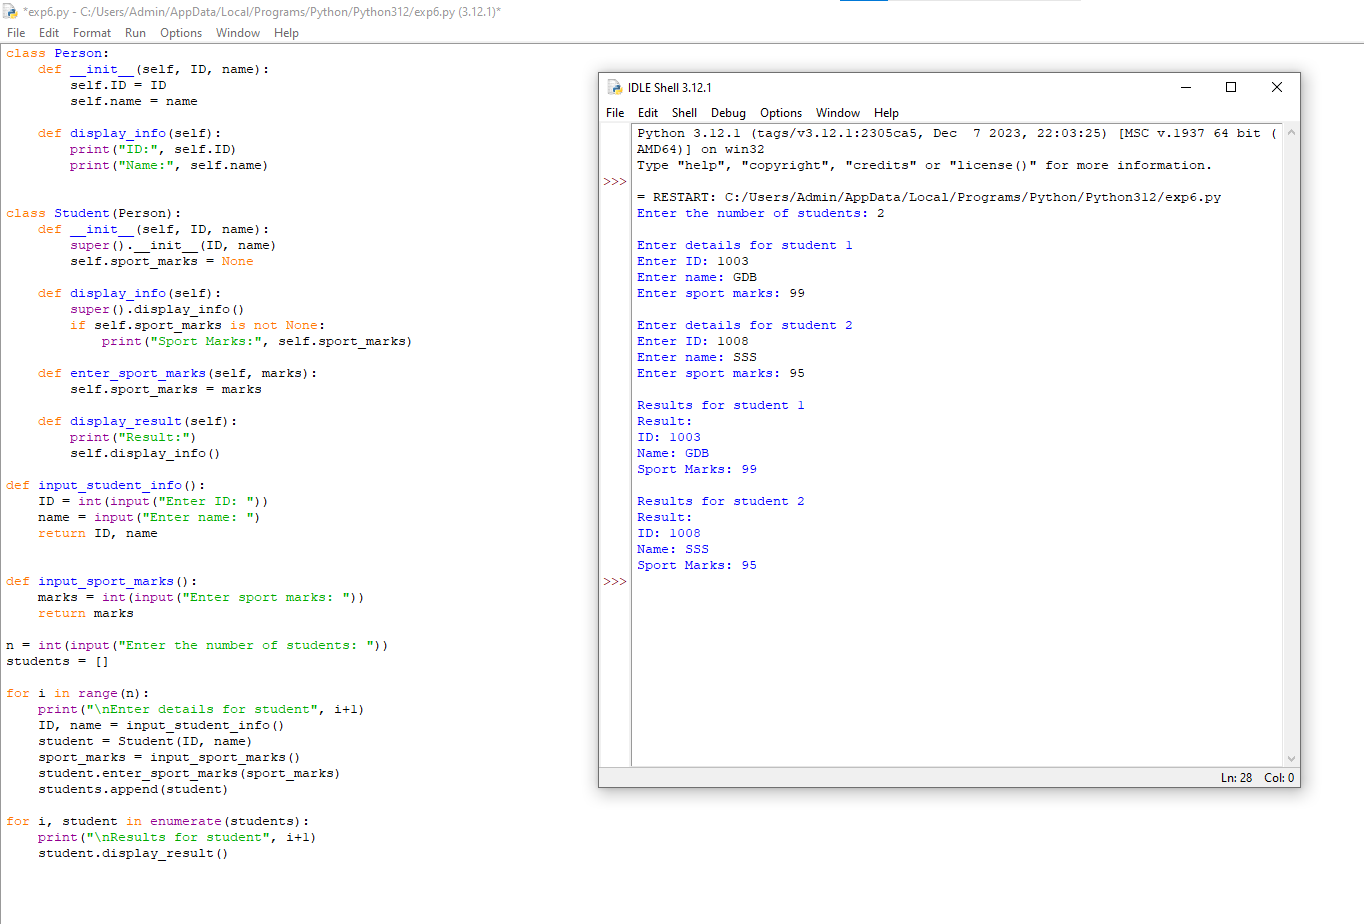 *exp6.py - C:/Users/Admin/AppData/Local/Programs/Python/Python312/exp6.py (3.12.1)*
File Edit Format Run Options Window Help
class Person:
    def __init__(self, ID, name):
        self.ID = ID
        self.name = name

    def display_info(self):
        print("ID:", self.ID)
        print("Name:", self.name)


class Student(Person):
    def __init__(self, ID, name):
        super().__init__(ID, name)
        self.sport_marks = None

    def display_info(self):
        super().display_info()
        if self.sport_marks is not None:
            print("Sport Marks:", self.sport_marks)

    def enter_sport_marks(self, marks):
        self.sport_marks = marks

    def display_result(self):
        print("Result:")
        self.display_info()

def input_student_info():
    ID = int(input("Enter ID: "))
    name = input("Enter name: ")
    return ID, name


def input_sport_marks():
    marks = int(input("Enter sport marks: "))
    return marks

n = int(input("Enter the number of students: "))
students = []

for i in range(n):
    print("\nEnter details for student", i+1)
    ID, name = input_student_info()
    student = Student(ID, name)
    sport_marks = input_sport_marks()
    student.enter_sport_marks(sport_marks)
    students.append(student)

for i, student in enumerate(students):
    print("\nResults for student", i+1)
    student.display_result()

IDLE Shell 3.12.1
File Edit Shell Debug Options Window Help
Python 3.12.1 (tags/v3.12.1:2305ca5, Dec  7 2023, 22:03:25) [MSC v.1937 64 bit (
AMD64)] on win32
Type "help", "copyright", "credits" or "license()" for more information.
>>>
= RESTART: C:/Users/Admin/AppData/Local/Programs/Python/Python312/exp6.py
Enter the number of students: 2

Enter details for student 1
Enter ID: 1003
Enter name: GDB
Enter sport marks: 99

Enter details for student 2
Enter ID: 1008
Enter name: SSS
Enter sport marks: 95

Results for student 1
Result:
ID: 1003
Name: GDB
Sport Marks: 99

Results for student 2
Result:
ID: 1008
Name: SSS
Sport Marks: 95
>>>
Ln: 28 Col: 0